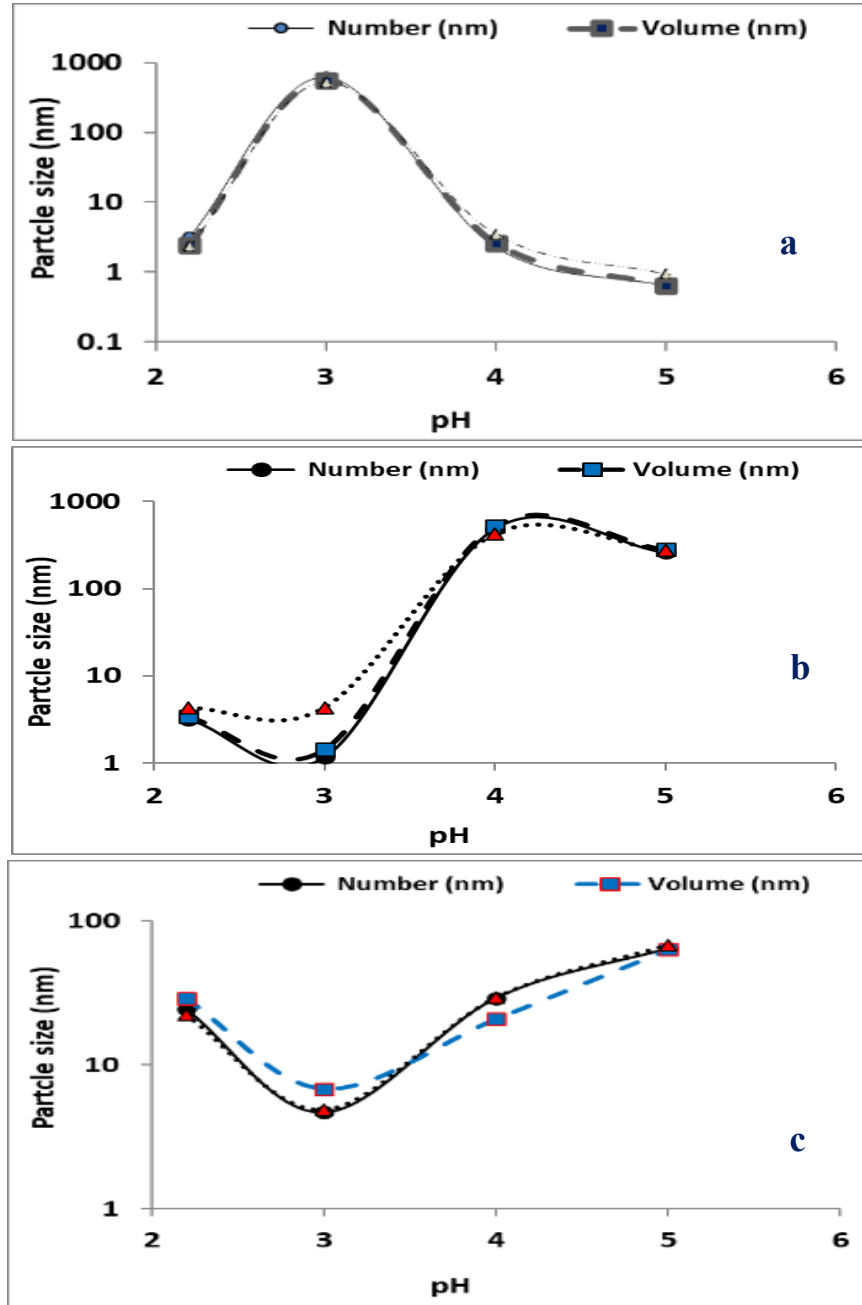 Number (nm) Volume (nm)
Partcle size (nm)
1000
100
10
1
0.1
2 3 4 5 6
pH
a
Number (nm) Volume (nm)
Partcle size (nm)
1000
100
10
1
2 3 4 5 6
pH
b
Number (nm) Volume (nm)
Partcle size (nm)
100
10
1
2 3 4 5 6
pH
c